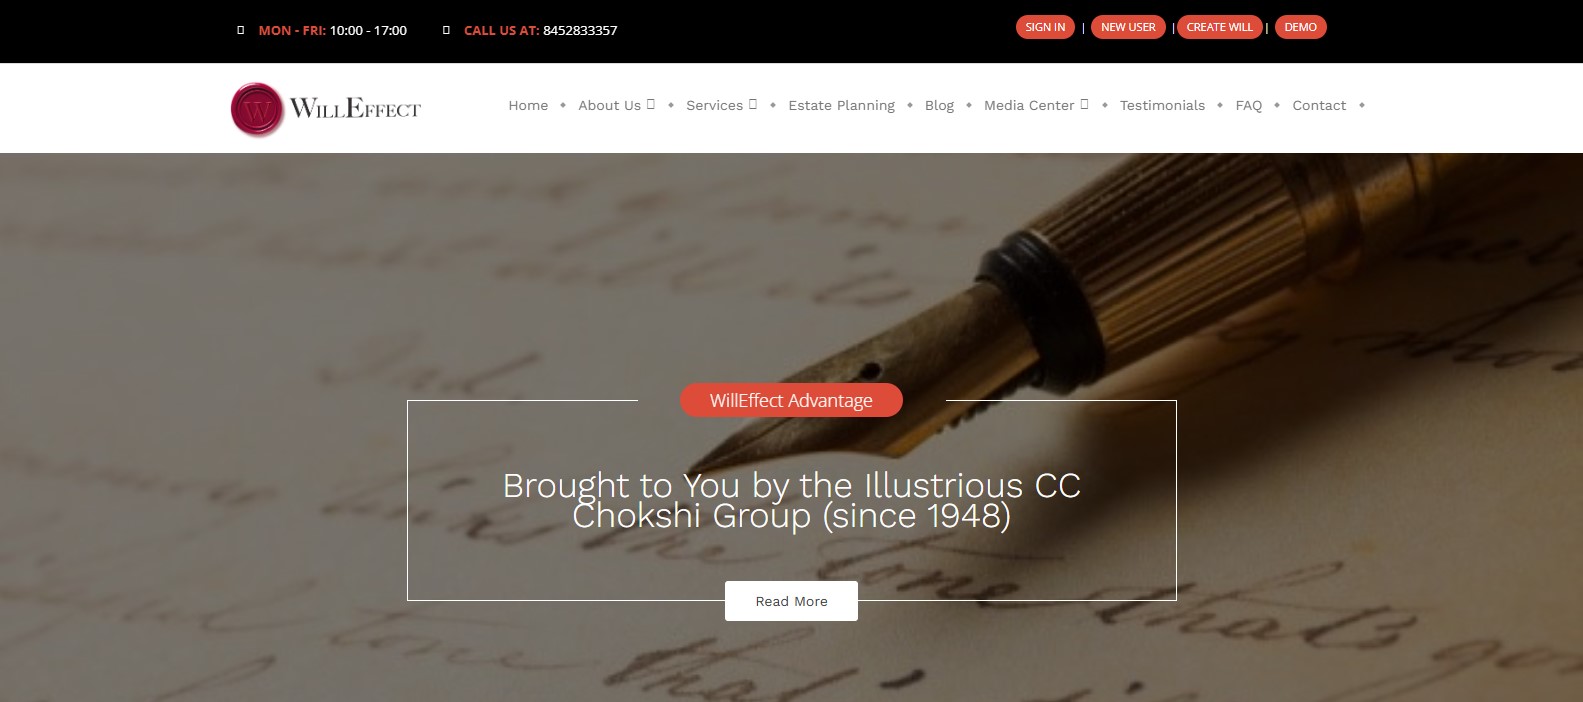 MON - FRI: 10:00 - 17:00 CALL US AT: 8452833357 SIGN IN | NEW USER | CREATE WILL | DEMO
W WILLEFFECT Home About Us Services Estate Planning Blog Media Center Testimonials FAQ Contact
WillEffect Advantage
Brought to You by the Illustrious CC
Chokshi Group (since 1948)
Read More